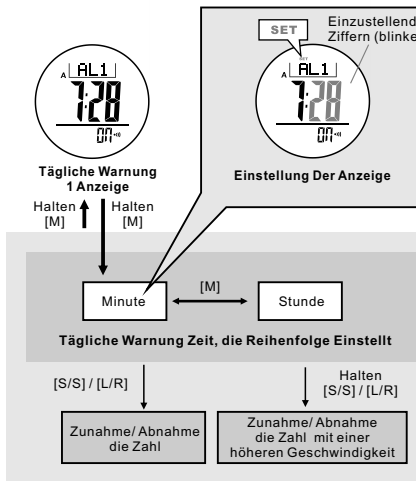 SET
Einzustellend
Ziffern (blinke
A AL1
7:28
ON
Tägliche Warnung
1 Anzeige
SET
A AL1
7:28
ON
Einstellung Der Anzeige
Halten
[M]
Halten
[M]
Minute
[M]
Stunde
Tägliche Warnung Zeit, die Reihenfolge Einstellt
[S/S] / [L/R]
Halten
[S/S] / [L/R]
Zunahme/ Abnahme
die Zahl
Zunahme/ Abnahme
die Zahl mit einer
höheren Geschwindigkeit